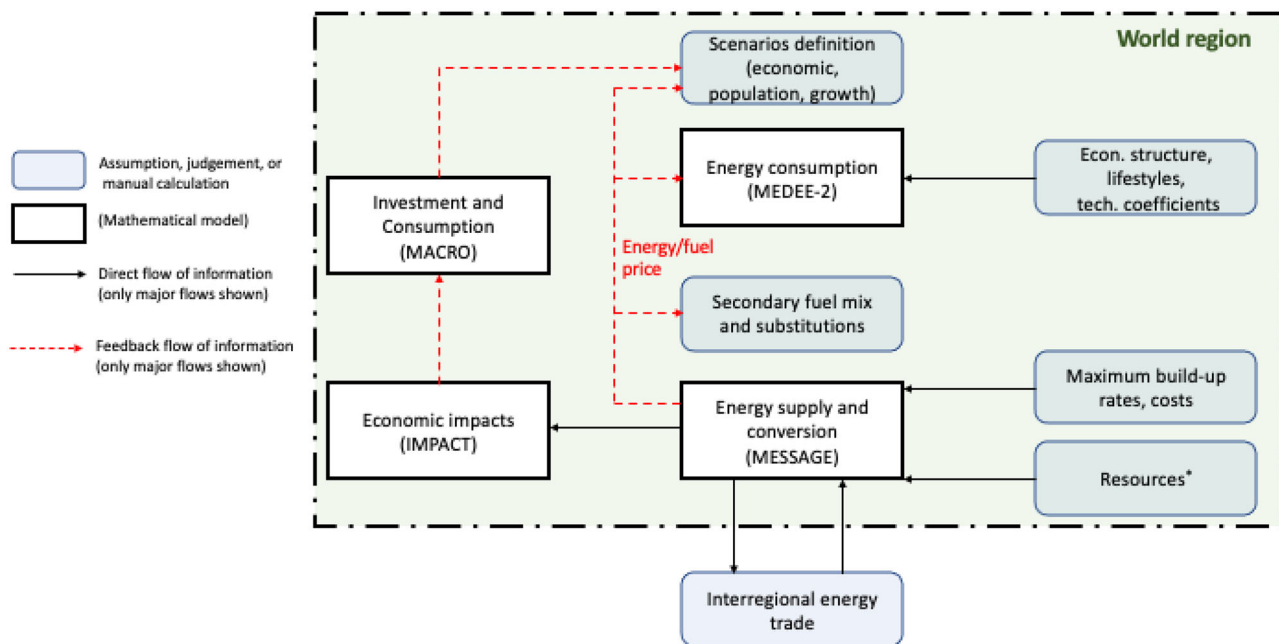 World region
Scenarios definition
(economic,
population, growth)
Assumption, judgement, or
manual calculation
(Mathematical model)
Direct flow of information
(only major flows shown)
Feedback flow of information
(only major flows shown)
Investment and
Consumption
(MACRO)
Energy consumption
(MEDEE-2)
Econ. structure,
lifestyles,
tech. coefficients
Energy/fuel
price
Secondary fuel mix
and substitutions
Economic impacts
(IMPACT)
Energy supply and
conversion
(MESSAGE)
Maximum build-up
rates, costs
Resources*
Interregional energy
trade